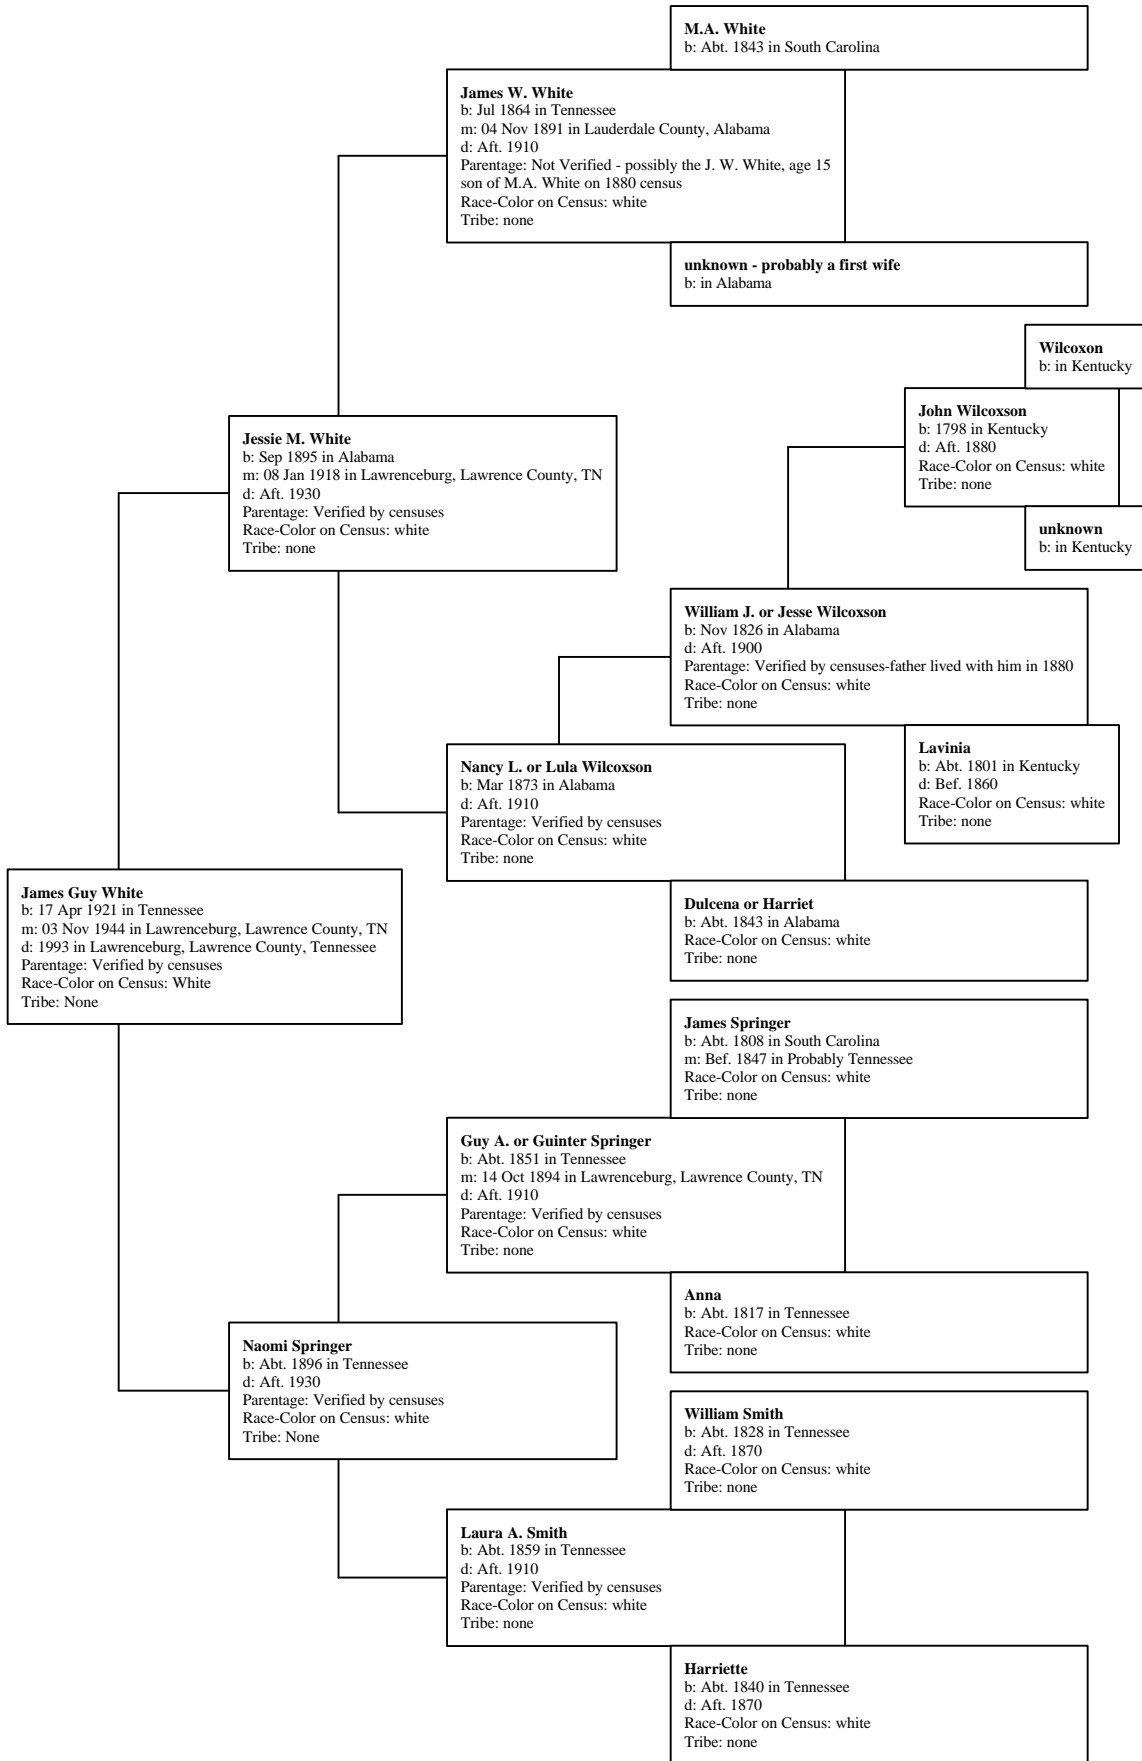 M.A. White
b: Abt. 1843 in South Carolina
James W. White
b: Jul 1864 in Tennessee
m: 04 Nov 1891 in Lauderdale County, Alabama
d: Aft. 1910
Parentage: Not Verified - possibly the J. W. White, age 15
son of M.A. White on 1880 census
Race-Color on Census: white
Tribe: none
unknown - probably a first wife
b: in Alabama
Wilcoxon
b: in Kentucky
John Wilcoxson
b: 1798 in Kentucky
d: Aft. 1880
Race-Color on Census: white
Tribe: none
unknown
b: in Kentucky
Jessie M. White
b: Sep 1895 in Alabama
m: 08 Jan 1918 in Lawrenceburg, Lawrence County, TN
d: Aft. 1930
Parentage: Verified by censuses
Race-Color on Census: white
Tribe: none
William J. or Jesse Wilcoxson
b: Nov 1826 in Alabama
d: Aft. 1900
Parentage: Verified by censuses-father lived with him in 1880
Race-Color on Census: white
Tribe: none
Lavinia
b: Abt. 1801 in Kentucky
d: Bef. 1860
Race-Color on Census: white
Tribe: none
Nancy L. or Lula Wilcoxson
b: Mar 1873 in Alabama
d: Aft. 1910
Parentage: Verified by censuses
Race-Color on Census: white
Tribe: none
Dulcena or Harriet
b: Abt. 1843 in Alabama
Race-Color on Census: white
Tribe: none
James Guy White
b: 17 Apr 1921 in Tennessee
m: 03 Nov 1944 in Lawrenceburg, Lawrence County, TN
d: 1993 in Lawrenceburg, Lawrence County, Tennessee
Parentage: Verified by censuses
Race-Color on Census: White
Tribe: None
James Springer
b: Abt. 1808 in South Carolina
m: Bef. 1847 in Probably Tennessee
Race-Color on Census: white
Tribe: none
Guy A. or Guinter Springer
b: Abt. 1851 in Tennessee
m: 14 Oct 1894 in Lawrenceburg, Lawrence County, TN
d: Aft. 1910
Parentage: Verified by censuses
Race-Color on Census: white
Tribe: none
Anna
b: Abt. 1817 in Tennessee
Race-Color on Census: white
Tribe: none
Naomi Springer
b: Abt. 1896 in Tennessee
d: Aft. 1930
Parentage: Verified by censuses
Race-Color on Census: white
Tribe: None
William Smith
b: Abt. 1828 in Tennessee
d: Aft. 1870
Race-Color on Census: white
Tribe: none
Laura A. Smith
b: Abt. 1859 in Tennessee
d: Aft. 1910
Parentage: Verified by censuses
Race-Color on Census: white
Tribe: none
Harriette
b: Abt. 1840 in Tennessee
d: Aft. 1870
Race-Color on Census: white
Tribe: none